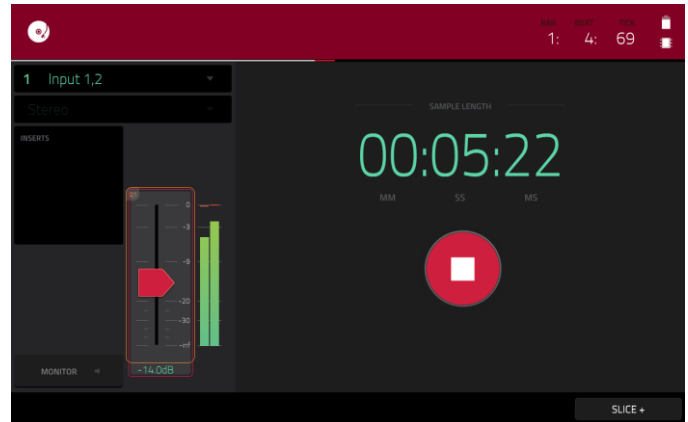 BAR BEAT TICK
1: 4: 69
1 Input 1,2
Stereo
INSERTS
SAMPLE LENGTH
00:05:22
MM SS MS
Q1
0
-3
-9
-20
-30
-inf
MONITOR
-14.0dB
SLICE +